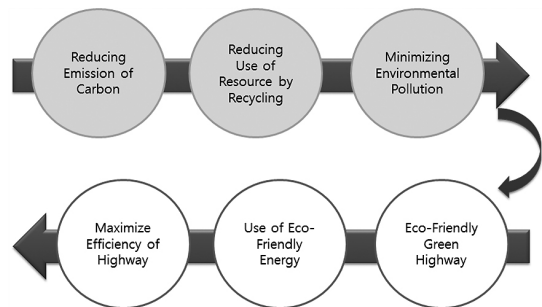 Reducing
Emission of
Carbon
Reducing
Use of
Resource by
Recycling
Minimizing
Environmental
Pollution
Maximize
Efficiency of
Highway
Use of Eco-
Friendly
Energy
Eco-Friendly
Green
Highway